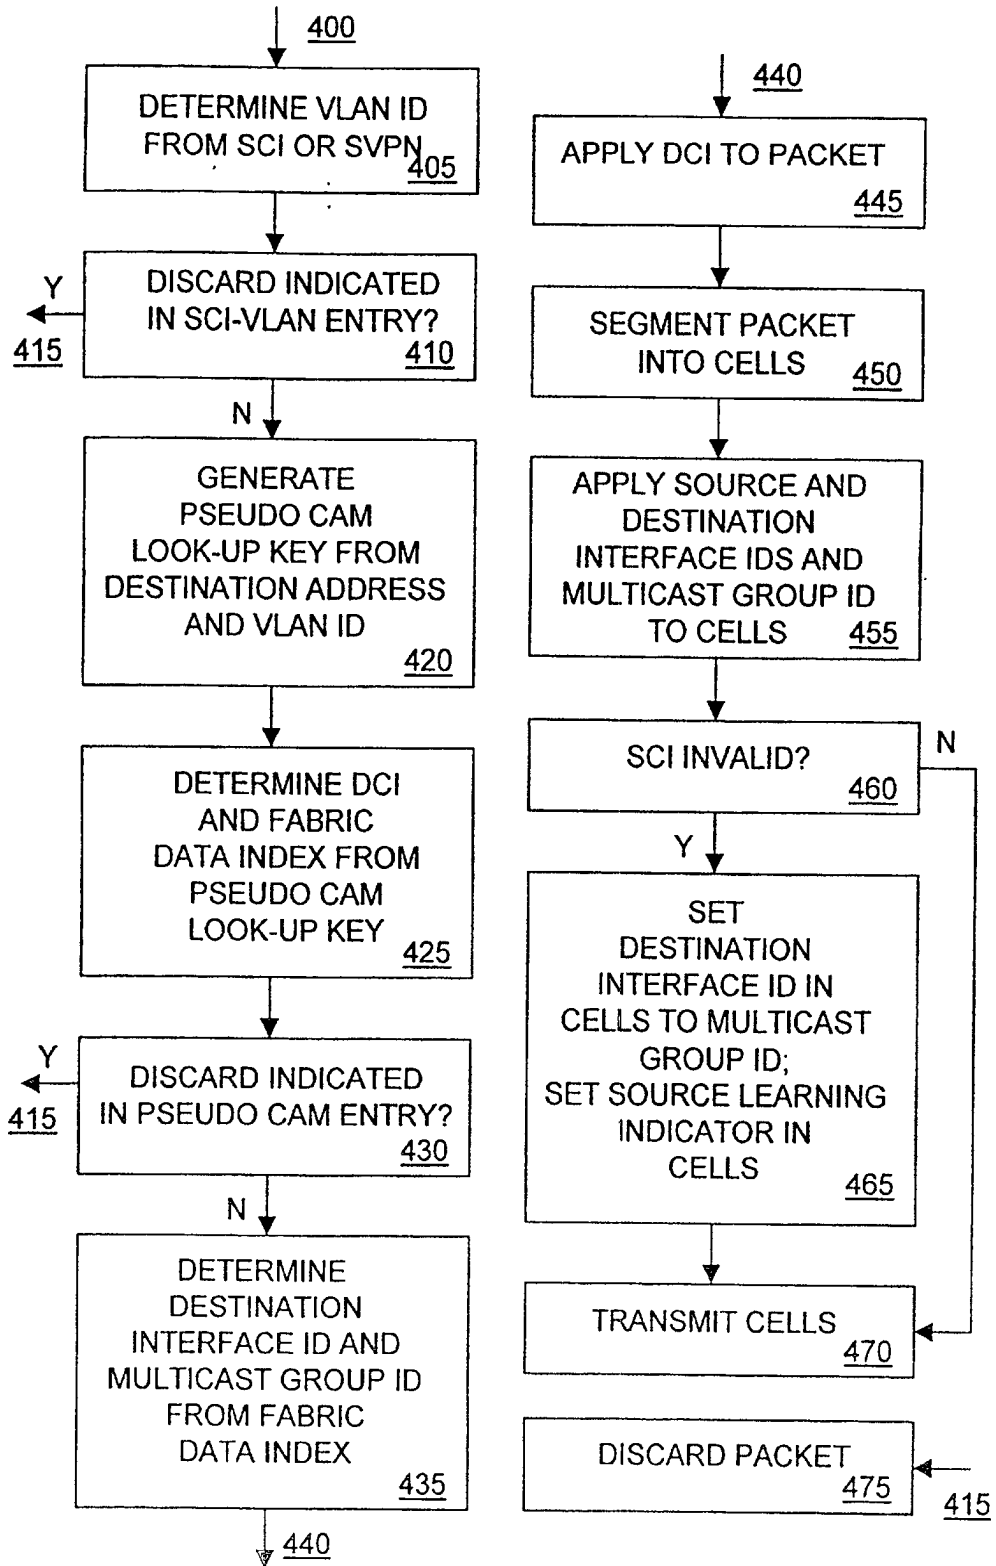 400
DETERMINE VLAN ID
FROM SCI OR SVPN
405
DISCARD INDICATED
IN SCI-VLAN ENTRY?
410
Y
415
N
GENERATE
PSEUDO CAM
LOOK-UP KEY FROM
DESTINATION ADDRESS
AND VLAN ID
420
DETERMINE DCI
AND FABRIC
DATA INDEX FROM
PSEUDO CAM
LOOK-UP KEY
425
Y
415
DISCARD INDICATED
IN PSEUDO CAM ENTRY?
430
N
DETERMINE
DESTINATION
INTERFACE ID AND
MULTICAST GROUP ID
FROM FABRIC
DATA INDEX
435
440
440
APPLY DCI TO PACKET
445
SEGMENT PACKET
INTO CELLS
450
APPLY SOURCE AND
DESTINATION
INTERFACE IDS AND
MULTICAST GROUP ID
TO CELLS
455
SCI INVALID?
460
N
Y
SET
DESTINATION
INTERFACE ID IN
CELLS TO MULTICAST
GROUP ID;
SET SOURCE LEARNING
INDICATOR IN
CELLS
465
TRANSMIT CELLS
470
DISCARD PACKET
475
415